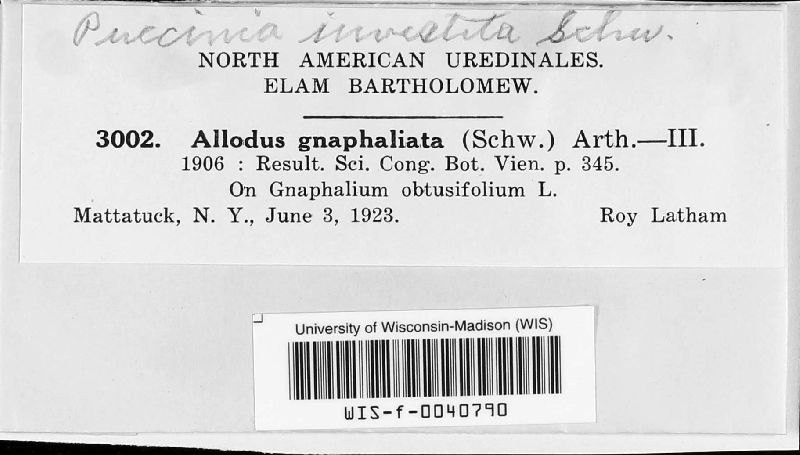 Puccinia investita Schw.
NORTH AMERICAN UREDINALES.
ELAM BARTHOLOMEW.
3002. Allodus gnaphaliata (Schw.) Arth.—III.
1906 : Result. Sci. Cong. Bot. Vien. p. 345.
On Gnaphalium obtusifolium L.
Mattatuck, N. Y., June 3, 1923. Roy Latham
University of Wisconsin-Madison (WIS)
WIS-f-0040790